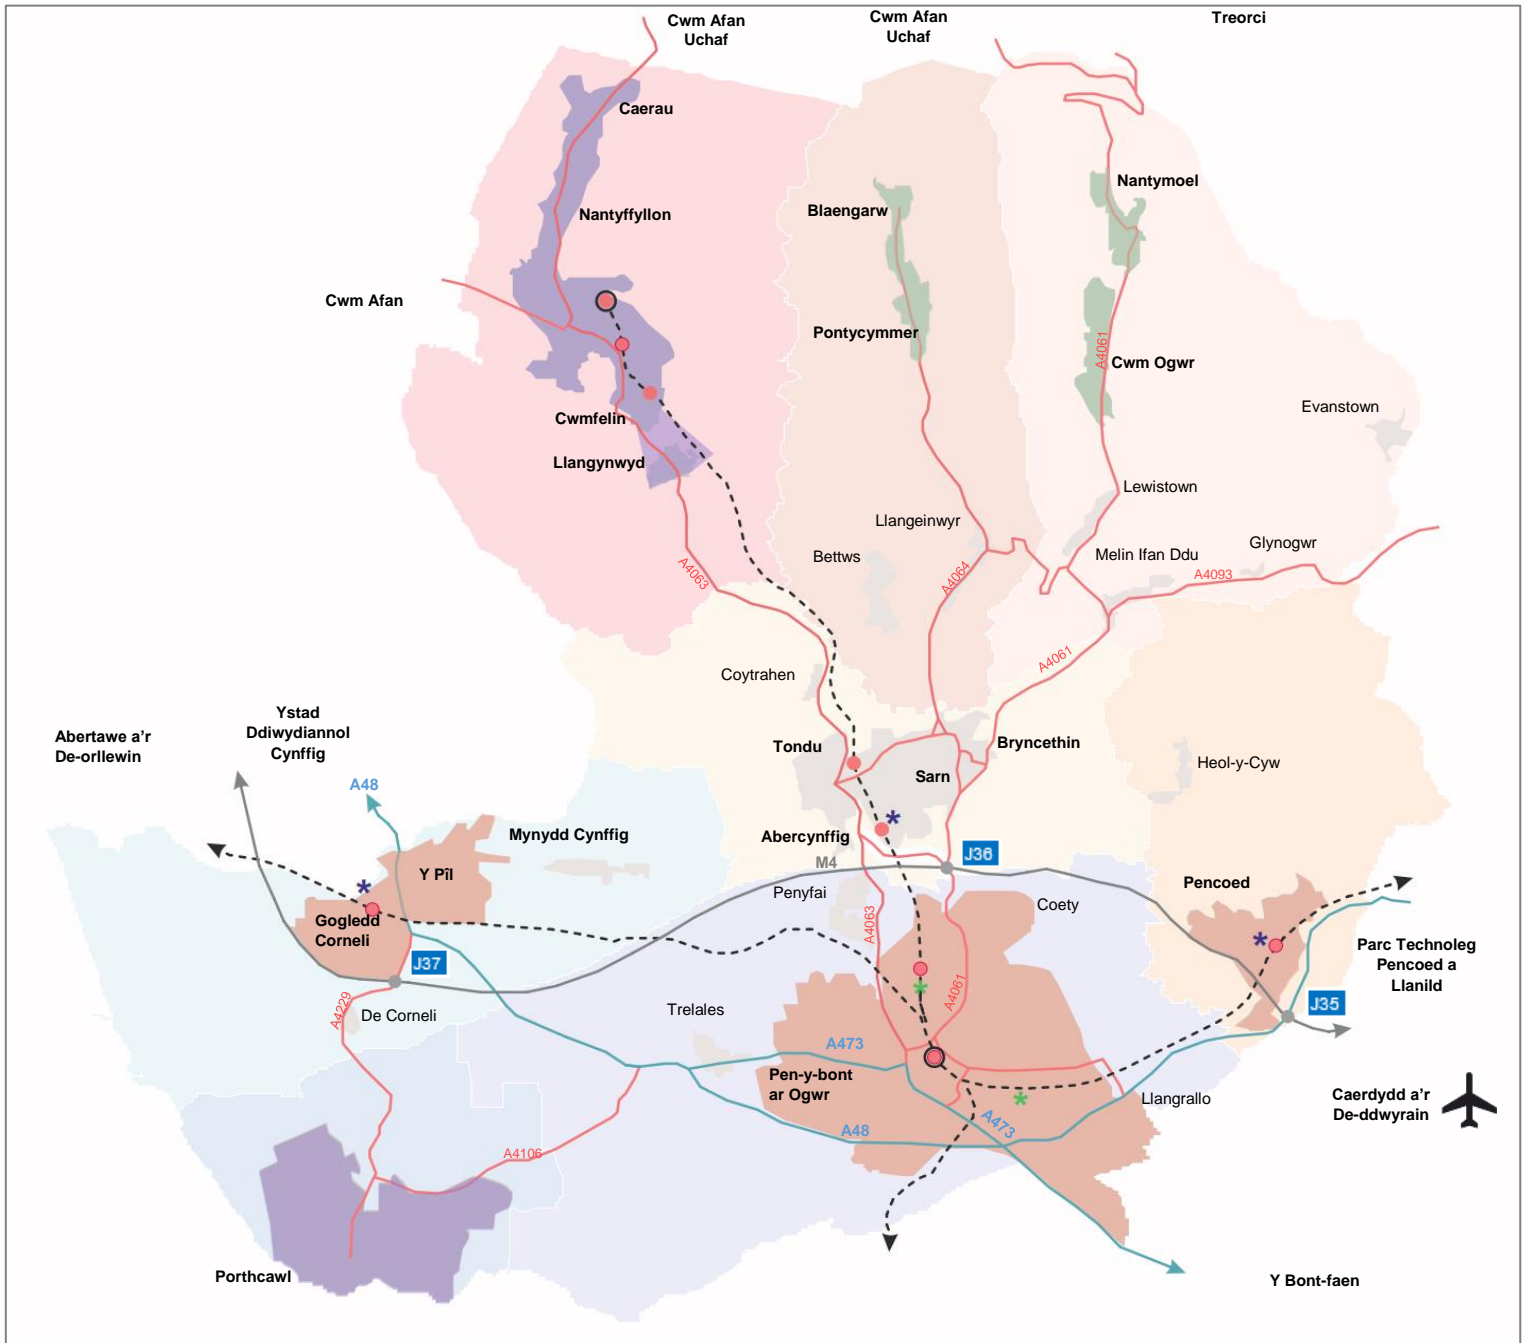 Cwm Afan
Uchaf
Cwm Afan
Uchaf
Treorci
Caerau
Nantymoel
Blaengarw
Nantyffyllon
Cwm Afan
Pontycymmer
A4061
Cwm Ogwr
Evanstown
Cwmfelin
Llangynwyd
Lewistown
Llangeinwyr
Bettws
Melin Ifan Ddu
Glynogwr
A4063
A4064
A4093
A4061
Coytrahen
Ystad
Ddiwydiannol
Cynffig
Abertawe a'r
De-orllewin
Tondu
Bryncethin
Sarn
Heol-y-Cyw
A48
*
Mynydd Cynffig
Abercynffig
M4
J36
Y Pîl
*
Penyfai
Pencoed
Coety
Gogledd
Corneli
A4063
*
Parc Technoleg
Pencoed a
Llanild
J37
*
A4061
J35
A4229
De Corneli
Trelales
A473
Pen-y-bont
ar Ogwr
*
Llangrallo
Caerdydd a'r
De-ddwyrain
A48
A473
A4106
Porthcawl
Y Bont-faen